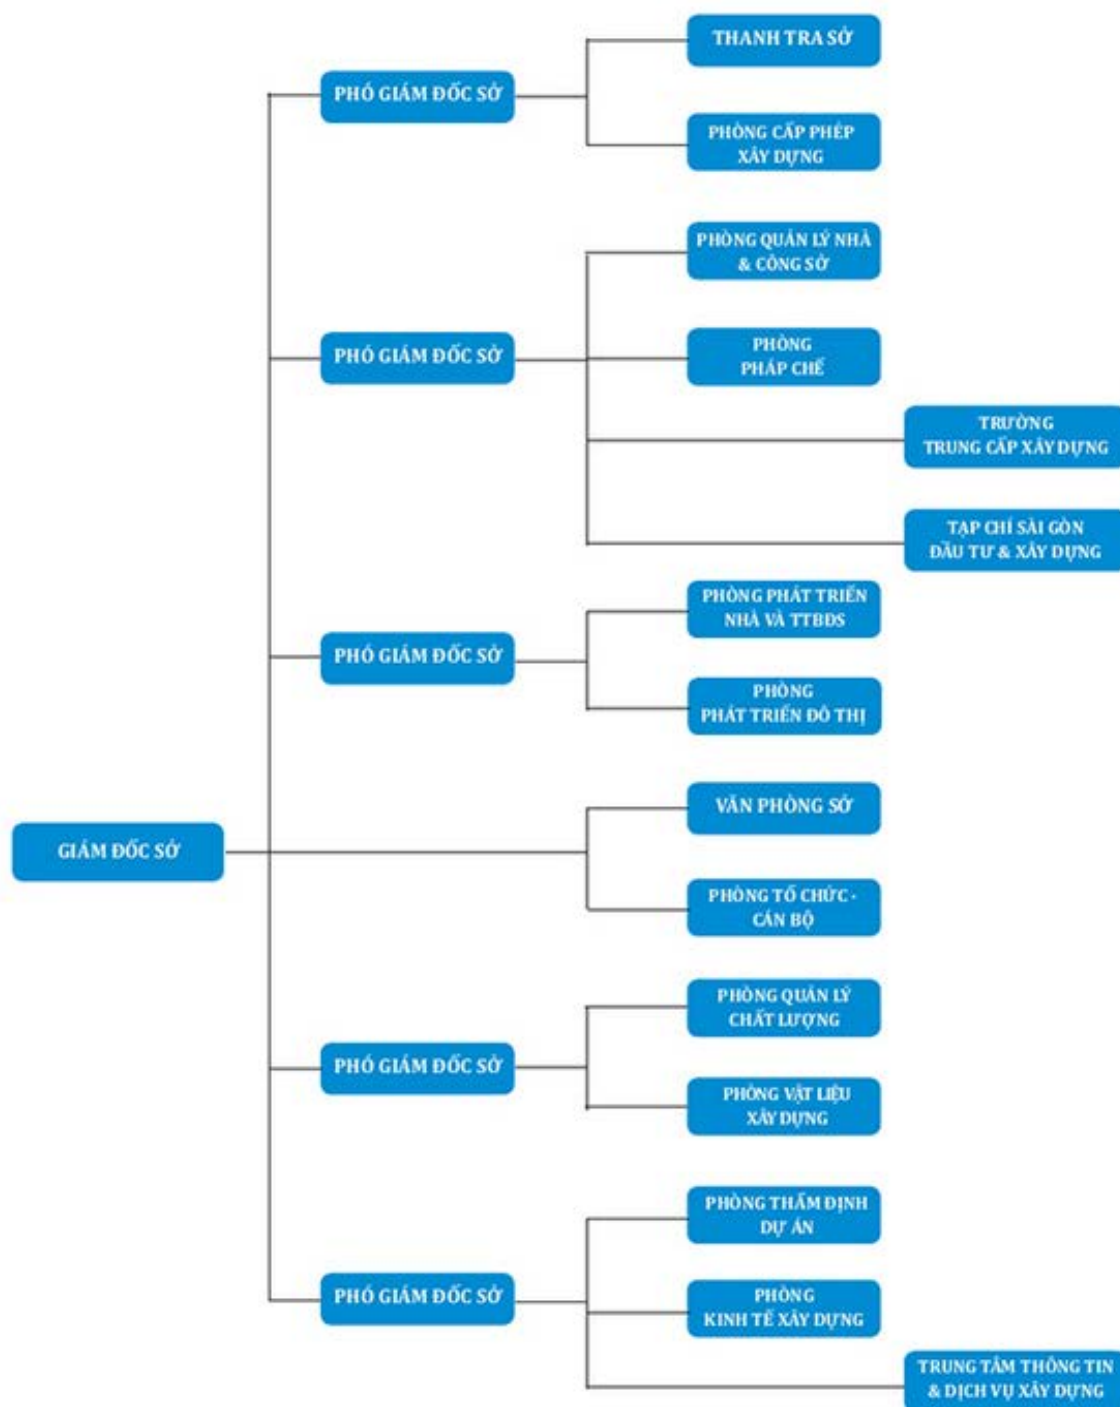 THANH TRA SỞ
PHÓ GIÁM ĐỐC SỞ
PHÒNG CẤP PHÉP
XÂY DỰNG
PHÒNG QUẢN LÝ NHÀ
& CÔNG SỞ
PHÓ GIÁM ĐỐC SỞ
PHÒNG
PHÁP CHẾ
TRƯỜNG
TRUNG CẤP XÂY DỰNG
TẠP CHÍ SÀI GÒN
ĐẦU TƯ & XÂY DỰNG
PHÒNG PHÁT TRIỂN
NHÀ VÀ TTBĐS
PHÓ GIÁM ĐỐC SỞ
PHÒNG
PHÁT TRIỂN ĐÔ THỊ
VĂN PHÒNG SỞ
GIÁM ĐỐC SỞ
PHÒNG TỔ CHỨC -
CÁN BỘ
PHÒNG QUẢN LÝ
CHẤT LƯỢNG
PHÓ GIÁM ĐỐC SỞ
PHÒNG VẬT LIỆU
XÂY DỰNG
PHÒNG THẨM ĐỊNH
DỰ ÁN
PHÓ GIÁM ĐỐC SỞ
PHÒNG
KINH TẾ XÂY DỰNG
TRUNG TÂM THÔNG TIN
& DỊCH VỤ XÂY DỰNG